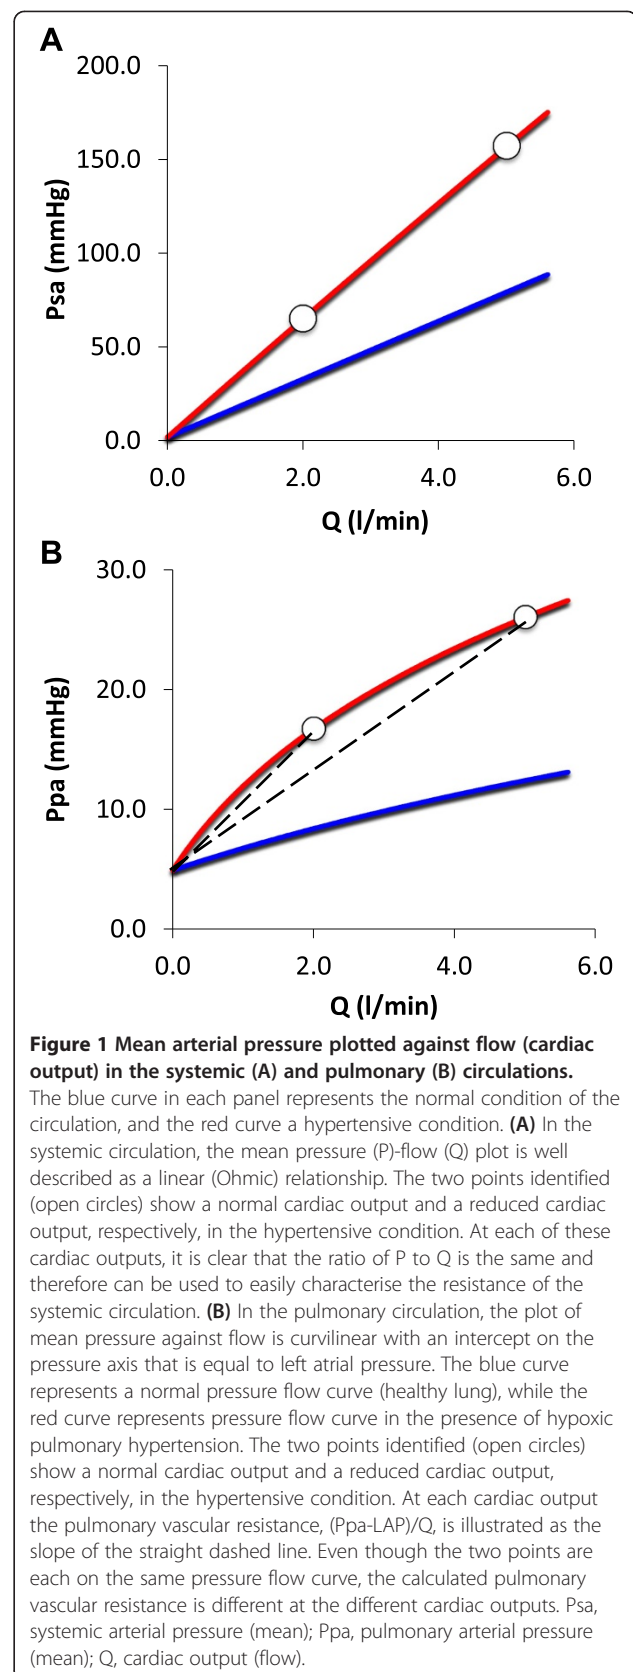 A
200.0
150.0
100.0
50.0
0.0
Psa (mmHg)
0.0 2.0 4.0 6.0
Q (l/min)
B
30.0
20.0
10.0
0.0
Ppa (mmHg)
0.0 2.0 4.0 6.0
Q (l/min)
Figure 1 Mean arterial pressure plotted against flow (cardiac
output) in the systemic (A) and pulmonary (B) circulations.
The blue curve in each panel represents the normal condition of the
circulation, and the red curve a hypertensive condition. (A) In the
systemic circulation, the mean pressure (P)-flow (Q) plot is well
described as a linear (Ohmic) relationship. The two points identified
(open circles) show a normal cardiac output and a reduced cardiac
output, respectively, in the hypertensive condition. At each of these
cardiac outputs, it is clear that the ratio of P to Q is the same and
therefore can be used to easily characterise the resistance of the
systemic circulation. (B) In the pulmonary circulation, the plot of
mean pressure against flow is curvilinear with an intercept on the
pressure axis that is equal to left atrial pressure. The blue curve
represents a normal pressure flow curve (healthy lung), while the
red curve represents pressure flow curve in the presence of hypoxic
pulmonary hypertension. The two points identified (open circles)
show a normal cardiac output and a reduced cardiac output,
respectively, in the hypertensive condition. At each cardiac output
the pulmonary vascular resistance, (Ppa-LAP)/Q, is illustrated as the
slope of the straight dashed line. Even though the two points are
each on the same pressure flow curve, the calculated pulmonary
vascular resistance is different at the different cardiac outputs. Psa,
systemic arterial pressure (mean); Ppa, pulmonary arterial pressure
(mean); Q, cardiac output (flow).